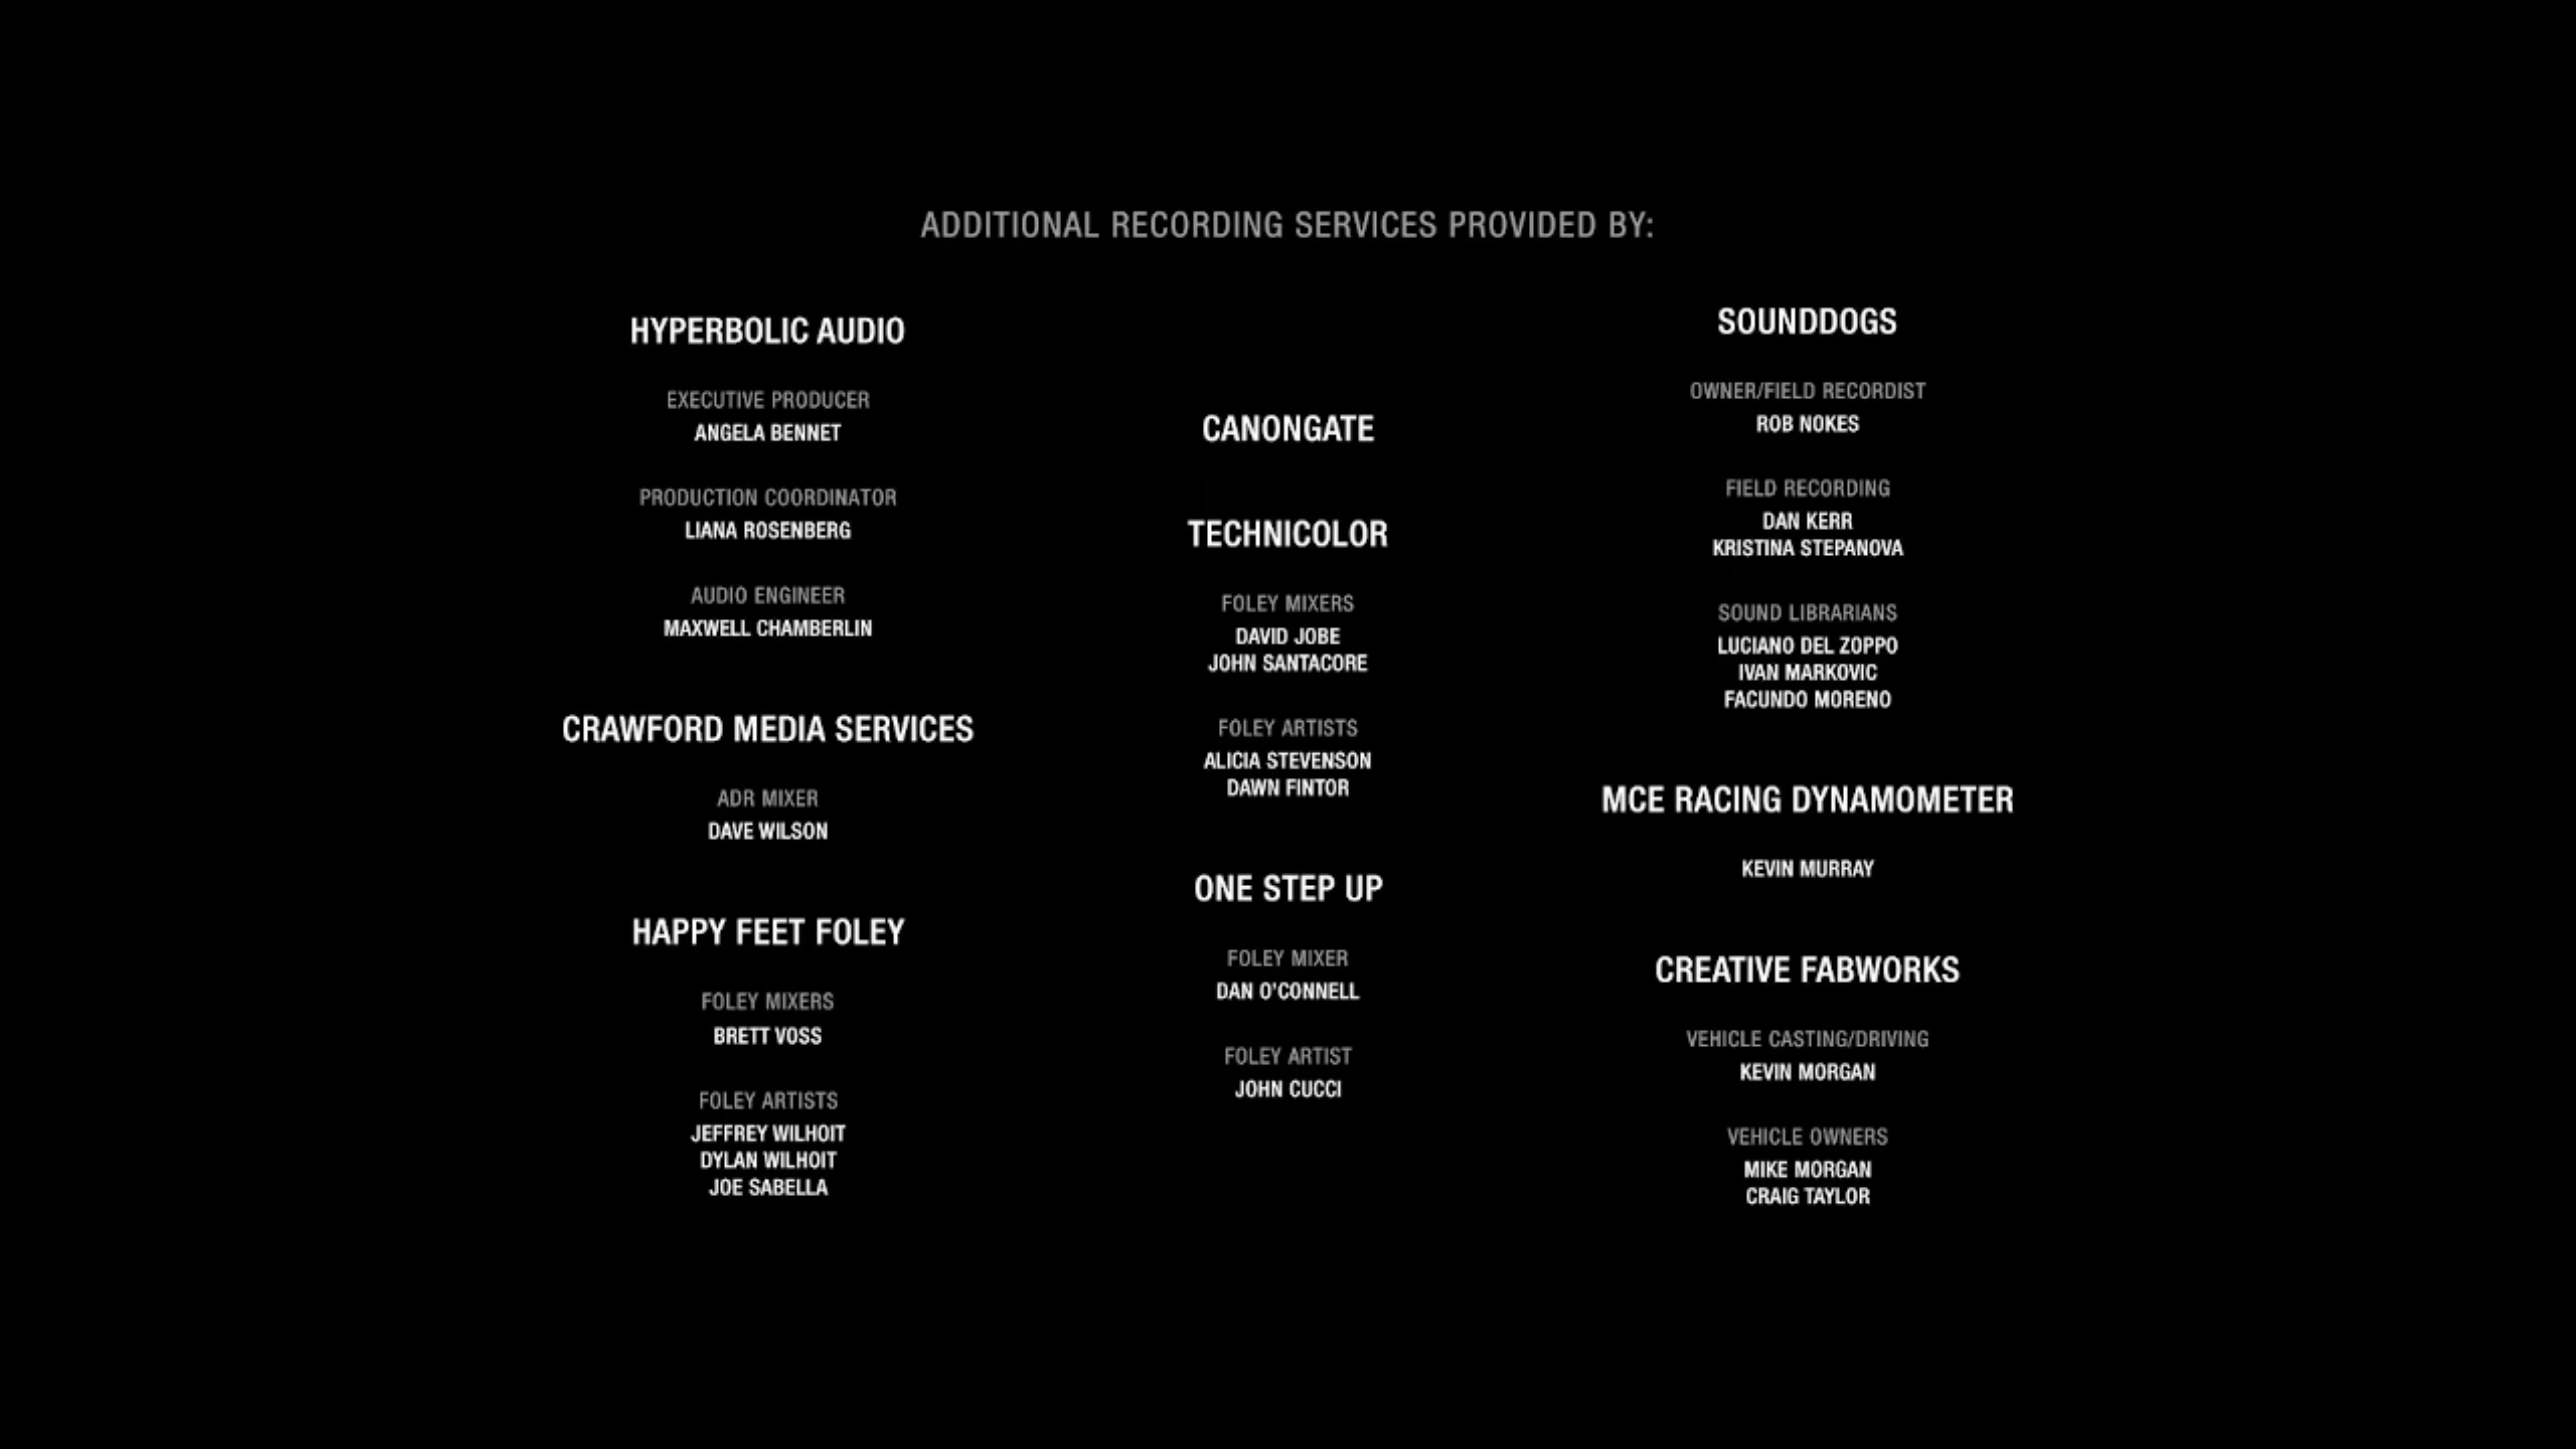 ADDITIONAL RECORDING SERVICES PROVIDED BY:
HYPERBOLIC AUDIO
EXECUTIVE PRODUCER
ANGELA BENNET
PRODUCTION COORDINATOR
LIANA ROSENBERG
AUDIO ENGINEER
MAXWELL CHAMBERLIN
CRAWFORD MEDIA SERVICES
ADR MIXER
DAVE WILSON
HAPPY FEET FOLEY
FOLEY MIXERS
BRETT VOSS
FOLEY ARTISTS
JEFFREY WILHOIT
DYLAN WILHOIT
JOE SABELLA
CANONGATE
TECHNICOLOR
FOLEY MIXERS
DAVID JOBE
JOHN SANTACORE
FOLEY ARTISTS
ALICIA STEVENSON
DAWN FINTOR
ONE STEP UP
FOLEY MIXER
DAN O'CONNELL
FOLEY ARTIST
JOHN CUCCI
SOUNDDOGS
OWNER/FIELD RECORDIST
ROB NOKES
FIELD RECORDING
DAN KERR
KRISTINA STEPANOVA
SOUND LIBRARIANS
LUCIANO DEL ZOPPO
IVAN MARKOVIC
FACUNDO MORENO
MCE RACING DYNAMOMETER
KEVIN MURRAY
CREATIVE FABWORKS
VEHICLE CASTING/DRIVING
KEVIN MORGAN
VEHICLE OWNERS
MIKE MORGAN
CRAIG TAYLOR